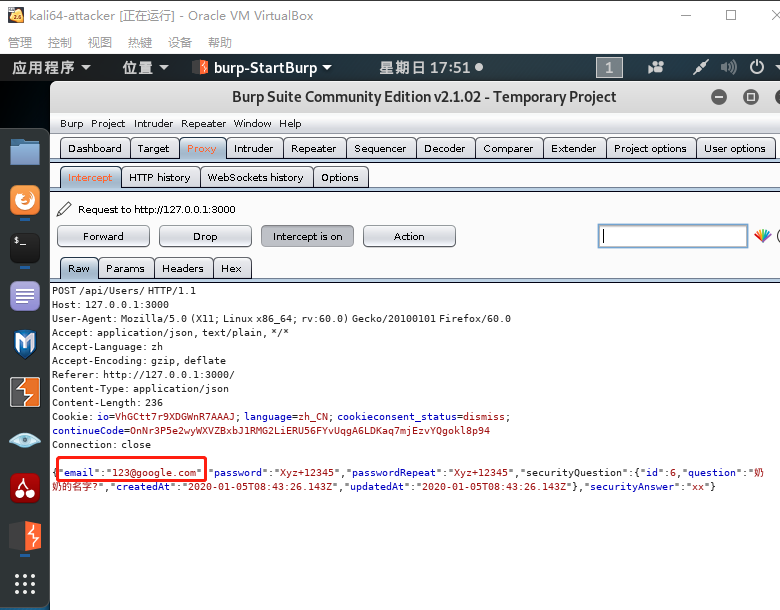 kali64-attacker [正在运行] - Oracle VM VirtualBox
管理 控制 视图 热键 设备 帮助
应用程序 位置 burp-StartBurp 星期日 17:51 1
Burp Suite Community Edition v2.1.02 - Temporary Project
Burp Project Intruder Repeater Window Help
Dashboard Target Proxy Intruder Repeater Sequencer Decoder Comparer Extender Project options User options
Intercept HTTP history WebSockets history Options
Request to http://127.0.0.1:3000
Forward Drop Intercept is on Action
Raw Params Headers Hex
POST /api/Users/ HTTP/1.1
Host: 127.0.0.1:3000
User-Agent: Mozilla/5.0 (X11; Linux x86_64; rv:60.0) Gecko/20100101 Firefox/60.0
Accept: application/json, text/plain, */*
Accept-Language: zh
Accept-Encoding: gzip, deflate
Referer: http://127.0.0.1:3000/
Content-Type: application/json
Content-Length: 236
Cookie: io=VhGCtt7r9XDGWnR7AAAJ; language=zh_CN; cookieconsent_status=dismiss;
continueCode=OnNr3P5e2wyWXVZBxbJ1RMG2LiERU56FYvUqgA6LDKaq7mjEzvYQgokl8p94
Connection: close
{"email":"123@google.com","password":"Xyz+12345","passwordRepeat":"Xyz+12345","securityQuestion":{"id":6,"question":"奶
奶的名字?","createdAt":"2020-01-05T08:43:26.143Z","updatedAt":"2020-01-05T08:43:26.143Z"},"securityAnswer":"xx"}